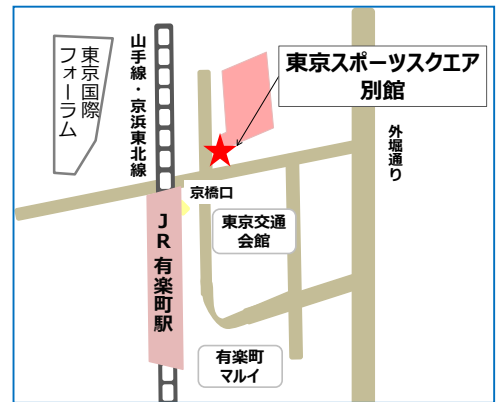 東京国際
フォーラム
山手線・京浜東北線
東京スポーツスクエア
別館
外堀通り
京橋口
東京交通
会館
JR有楽町駅
有楽町
マルイ